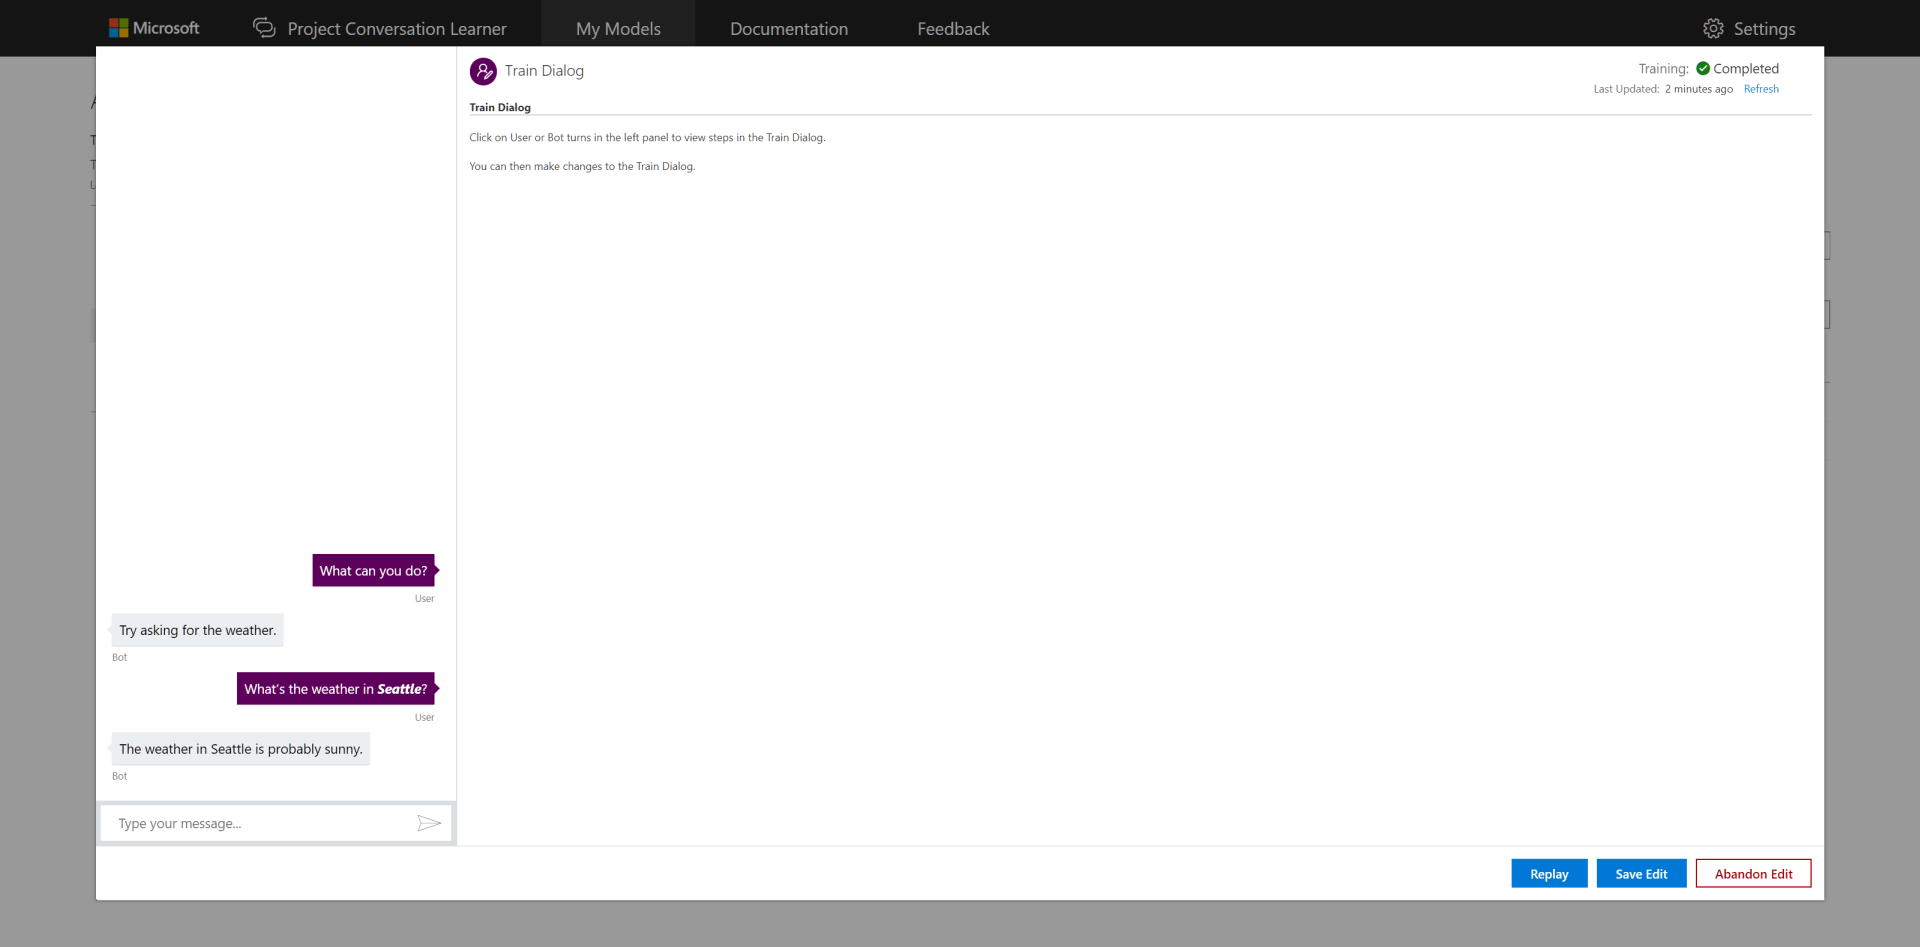 Microsoft
Project Conversation Learner
My Models
Documentation
Feedback
Settings
Train Dialog
Training: Completed
Last Updated: 2 minutes ago Refresh
Train Dialog
Click on User or Bot turns in the left panel to view steps in the Train Dialog.
You can then make changes to the Train Dialog.
What can you do?
User
Try asking for the weather.
Bot
What's the weather in Seattle?
User
The weather in Seattle is probably sunny.
Bot
Type your message...
Replay
Save Edit
Abandon Edit